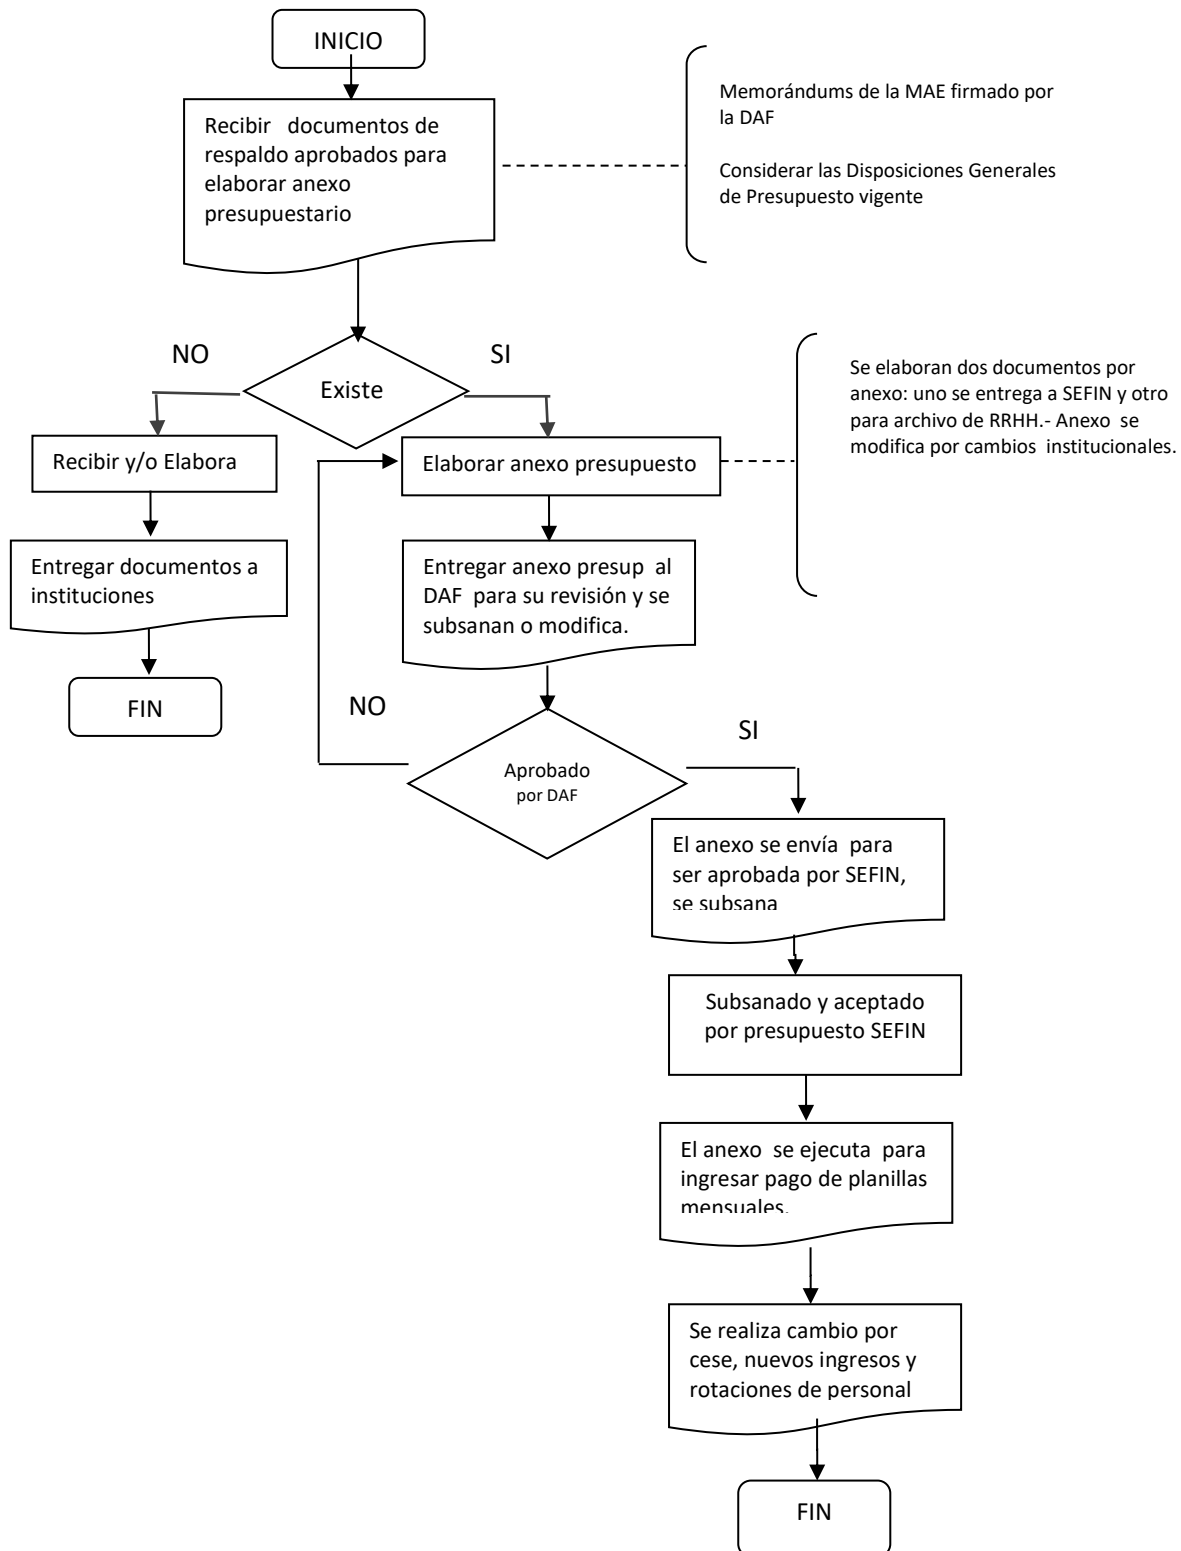 INICIO
Recibir documentos de
respaldo aprobados para
elaborar anexo
presupuestario
Memorándums de la MAE firmado por
la DAF
Considerar las Disposiciones Generales
de Presupuesto vigente
NO
SI
Existe
Se elaboran dos documentos por
anexo: uno se entrega a SEFIN y otro
para archivo de RRHH.- Anexo se
modifica por cambios institucionales.
Recibir y/o Elabora
Elaborar anexo presupuesto
Entregar documentos a
instituciones
Entregar anexo presup al
DAF para su revisión y se
subsanan o modifica.
FIN
NO
SI
Aprobado
por DAF
El anexo se envía para
ser aprobada por SEFIN,
se subsana
Subsanado y aceptado
por presupuesto SEFIN
El anexo se ejecuta para
ingresar pago de planillas
mensuales.
Se realiza cambio por
cese, nuevos ingresos y
rotaciones de personal
FIN